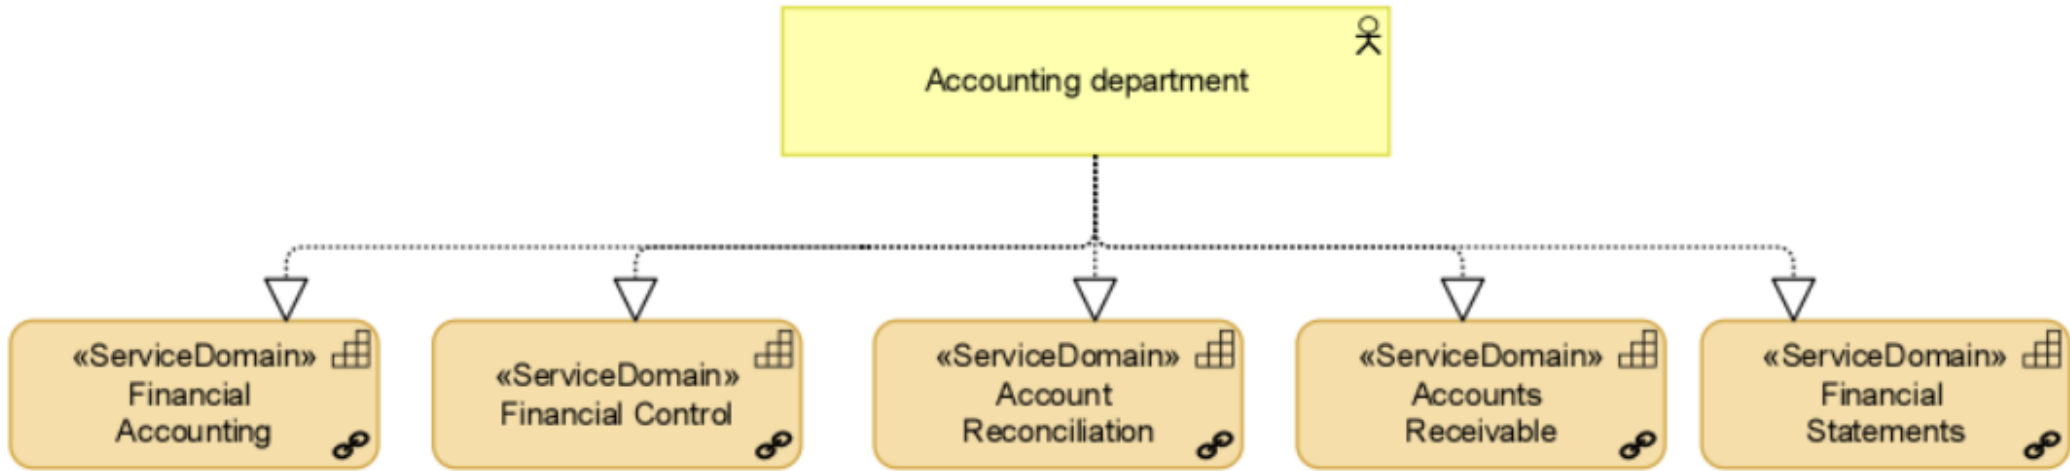 Accounting department
«ServiceDomain»
Financial
Accounting
«ServiceDomain»
Financial Control
«ServiceDomain»
Account
Reconciliation
«ServiceDomain»
Accounts
Receivable
«ServiceDomain»
Financial
Statements